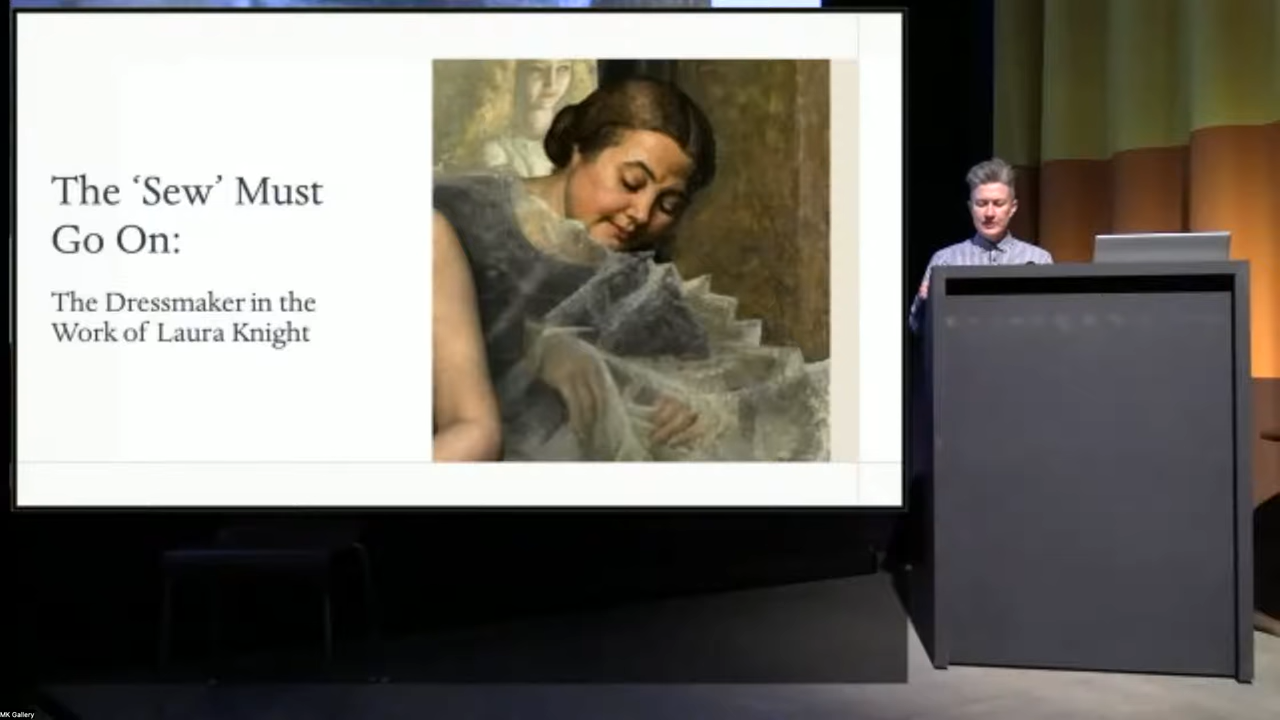 The ‘Sew’ Must
Go On:
The Dressmaker in the
Work of Laura Knight
MK Gallery